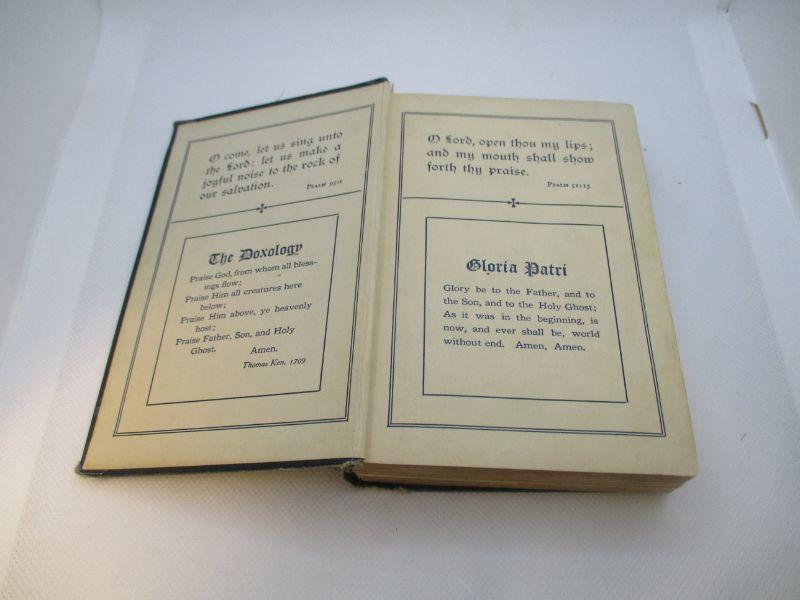 O come, let us sing unto
the Lord: let us make a
joyful noise to the rock of
our salvation.
PSALM 95:1
The Doxology
Praise God, from whom all bless-
ings flow;
Praise Him all creatures here
below;
Praise Him above, ye heavenly
host;
Praise Father, Son, and Holy
Ghost. Amen.
Thomas Ken, 1709
O Lord, open thou my lips;
and my mouth shall show
forth thy praise.
PSALM 51:15
Gloria Patri
Glory be to the Father, and to
the Son, and to the Holy Ghost;
As it was in the beginning, is
now, and ever shall be, world
without end. Amen, Amen.